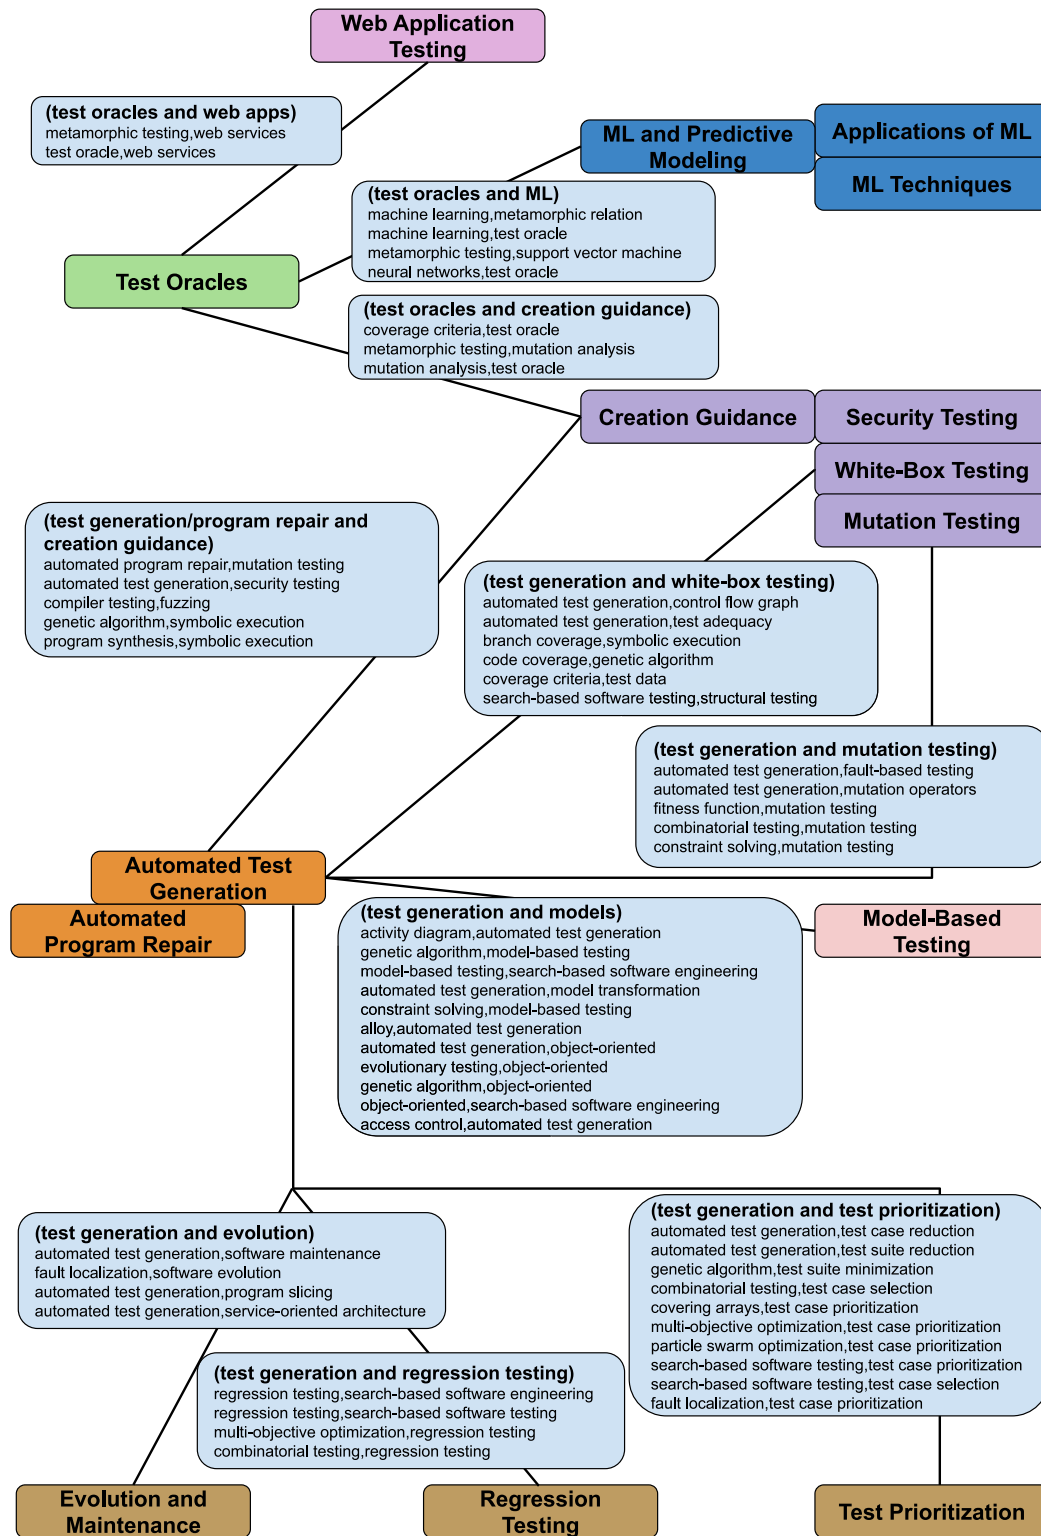 Web Application
Testing
(test oracles and web apps)
metamorphic testing,web services
test oracle,web services
ML and Predictive
Modeling
Applications of ML
ML Techniques
(test oracles and ML)
machine learning,metamorphic relation
machine learning,test oracle
metamorphic testing,support vector machine
neural networks,test oracle
Test Oracles
(test oracles and creation guidance)
coverage criteria,test oracle
metamorphic testing,mutation analysis
mutation analysis,test oracle
Creation Guidance
Security Testing
White-Box Testing
Mutation Testing
(test generation/program repair and
creation guidance)
automated program repair,mutation testing
automated test generation,security testing
compiler testing,fuzzing
genetic algorithm,symbolic execution
program synthesis,symbolic execution
(test generation and white-box testing)
automated test generation,control flow graph
automated test generation,test adequacy
branch coverage,symbolic execution
code coverage,genetic algorithm
coverage criteria,test data
search-based software testing,structural testing
(test generation and mutation testing)
automated test generation,fault-based testing
automated test generation,mutation operators
fitness function,mutation testing
combinatorial testing,mutation testing
constraint solving,mutation testing
Automated Test
Generation
Automated
Program Repair
(test generation and models)
activity diagram,automated test generation
genetic algorithm,model-based testing
model-based testing,search-based software engineering
automated test generation,model transformation
constraint solving,model-based testing
alloy,automated test generation
automated test generation,object-oriented
evolutionary testing,object-oriented
genetic algorithm,object-oriented
object-oriented,search-based software engineering
access control,automated test generation
Model-Based
Testing
(test generation and evolution)
automated test generation,software maintenance
fault localization,software evolution
automated test generation,program slicing
automated test generation,service-oriented architecture
(test generation and regression testing)
regression testing,search-based software engineering
regression testing,search-based software testing
multi-objective optimization,regression testing
combinatorial testing,regression testing
(test generation and test prioritization)
automated test generation,test case reduction
automated test generation,test suite reduction
genetic algorithm,test suite minimization
combinatorial testing,test case selection
covering arrays,test case prioritization
multi-objective optimization,test case prioritization
particle swarm optimization,test case prioritization
search-based software testing,test case prioritization
search-based software testing,test case selection
fault localization,test case prioritization
Evolution and
Maintenance
Regression
Testing
Test Prioritization